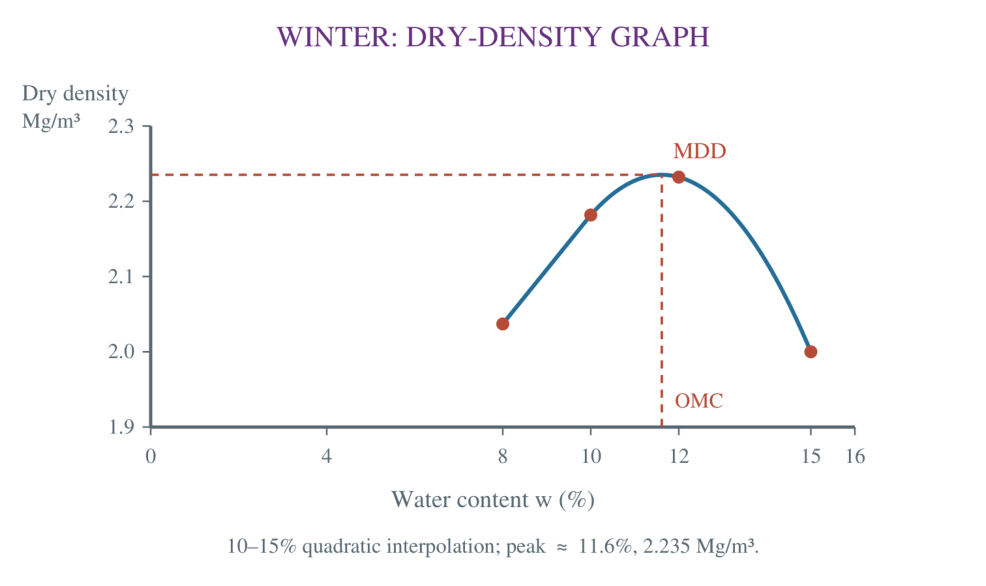 WINTER: DRY-DENSITY GRAPH
Dry density
Mg/m³
2.3
MDD
2.2
2.1
2.0
OMC
1.9
0 4 8 10 12 15 16
Water content w (%)
10–15% quadratic interpolation; peak ≈ 11.6%, 2.235 Mg/m³.